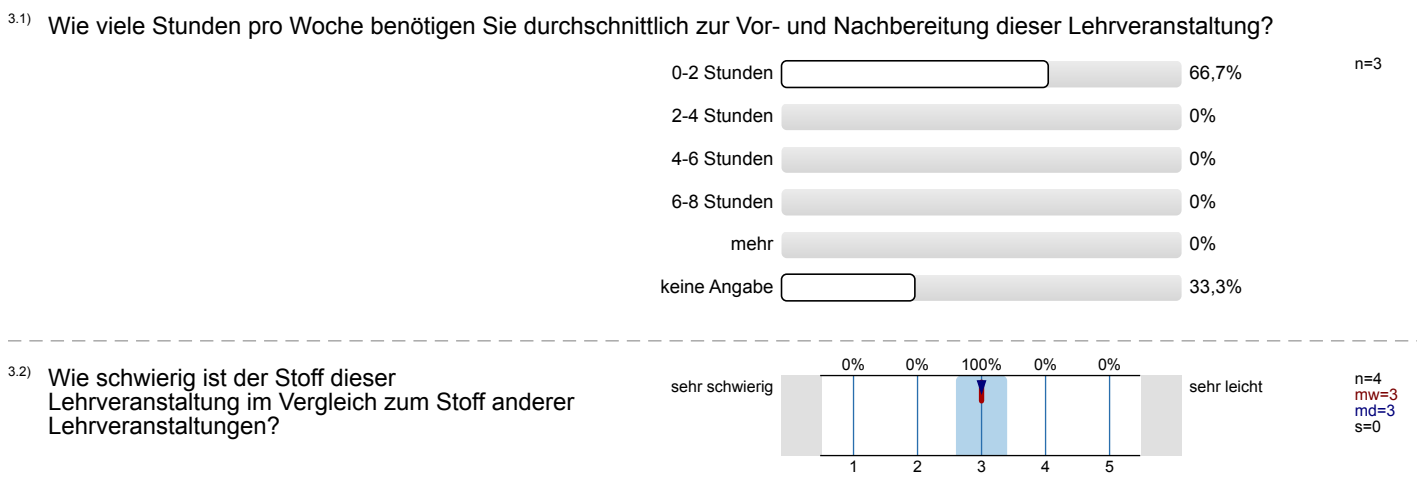 3.1) Wie viele Stunden pro Woche benötigen Sie durchschnittlich zur Vor- und Nachbereitung dieser Lehrveranstaltung?
0-2 Stunden 66,7% n=3
2-4 Stunden 0%
4-6 Stunden 0%
6-8 Stunden 0%
mehr 0%
keine Angabe 33,3%
3.2) Wie schwierig ist der Stoff dieser
Lehrveranstaltung im Vergleich zum Stoff anderer
Lehrveranstaltungen?
0% 0% 100% 0% 0%
sehr schwierig sehr leicht
1 2 3 4 5
n=4
mw=3
md=3
s=0